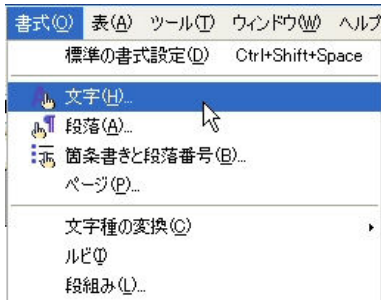 書式(O) 表(A) ツール(T) ウィンドウ(W) ヘルプ
標準の書式設定(D) Ctrl+Shift+Space
文字(H)...
段落(A)...
箇条書きと段落番号(B)...
ページ(P)...
文字種の変換(C)
ルビ(I)
段組み(L)...